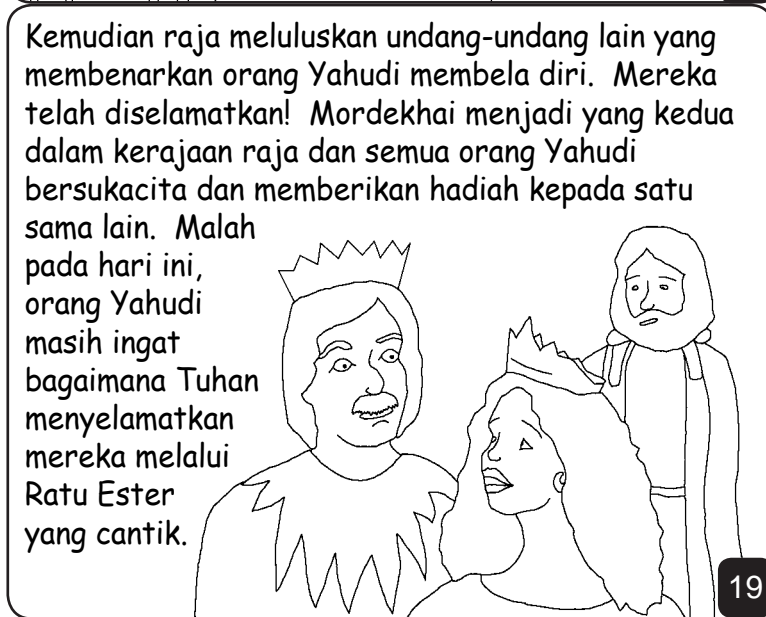 Kemudian raja meluluskan undang-undang lain yang
membenarkan orang Yahudi membela diri.  Mereka
telah diselamatkan!  Mordekhai menjadi yang kedua
dalam kerajaan raja dan semua orang Yahudi
bersukacita dan memberikan hadiah kepada satu
sama lain.  Malah
pada hari ini,
orang Yahudi
masih ingat
bagaimana Tuhan
menyelamatkan
mereka melalui
Ratu Ester
yang cantik.
19